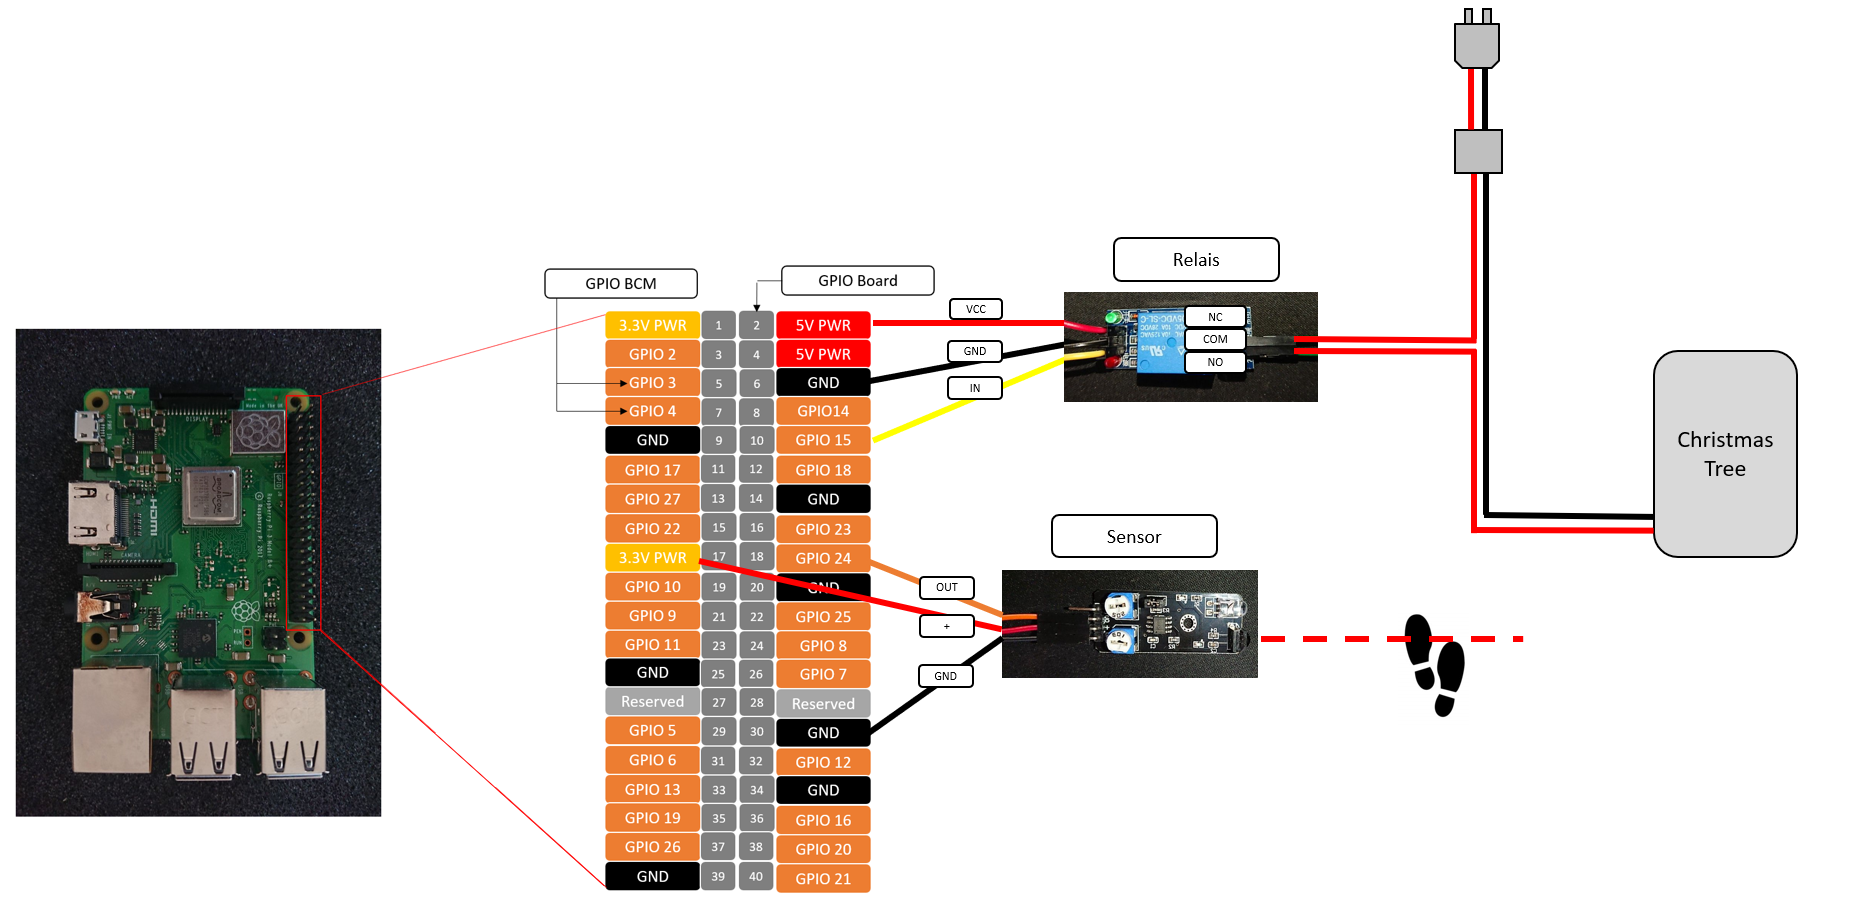 GPIO BCM
GPIO Board
3.3V PWR 1 2 5V PWR
GPIO 2 3 4 5V PWR
GPIO 3 5 6 GND
GPIO 4 7 8 GPIO14
GND 9 10 GPIO 15
GPIO 17 11 12 GPIO 18
GPIO 27 13 14 GND
GPIO 22 15 16 GPIO 23
3.3V PWR 17 18 GPIO 24
GPIO 10 19 20 GND
GPIO 9 21 22 GPIO 25
GPIO 11 23 24 GPIO 8
GND 25 26 GPIO 7
Reserved 27 28 Reserved
GPIO 5 29 30 GND
GPIO 6 31 32 GPIO 12
GPIO 13 33 34 GND
GPIO 19 35 36 GPIO 16
GPIO 26 37 38 GPIO 20
GND 39 40 GPIO 21
VCC
GND
IN
Relais
NC
COM
NO
OUT
+
GND
Sensor
Christmas
Tree
HDMI
DISPLAY
CAMERA